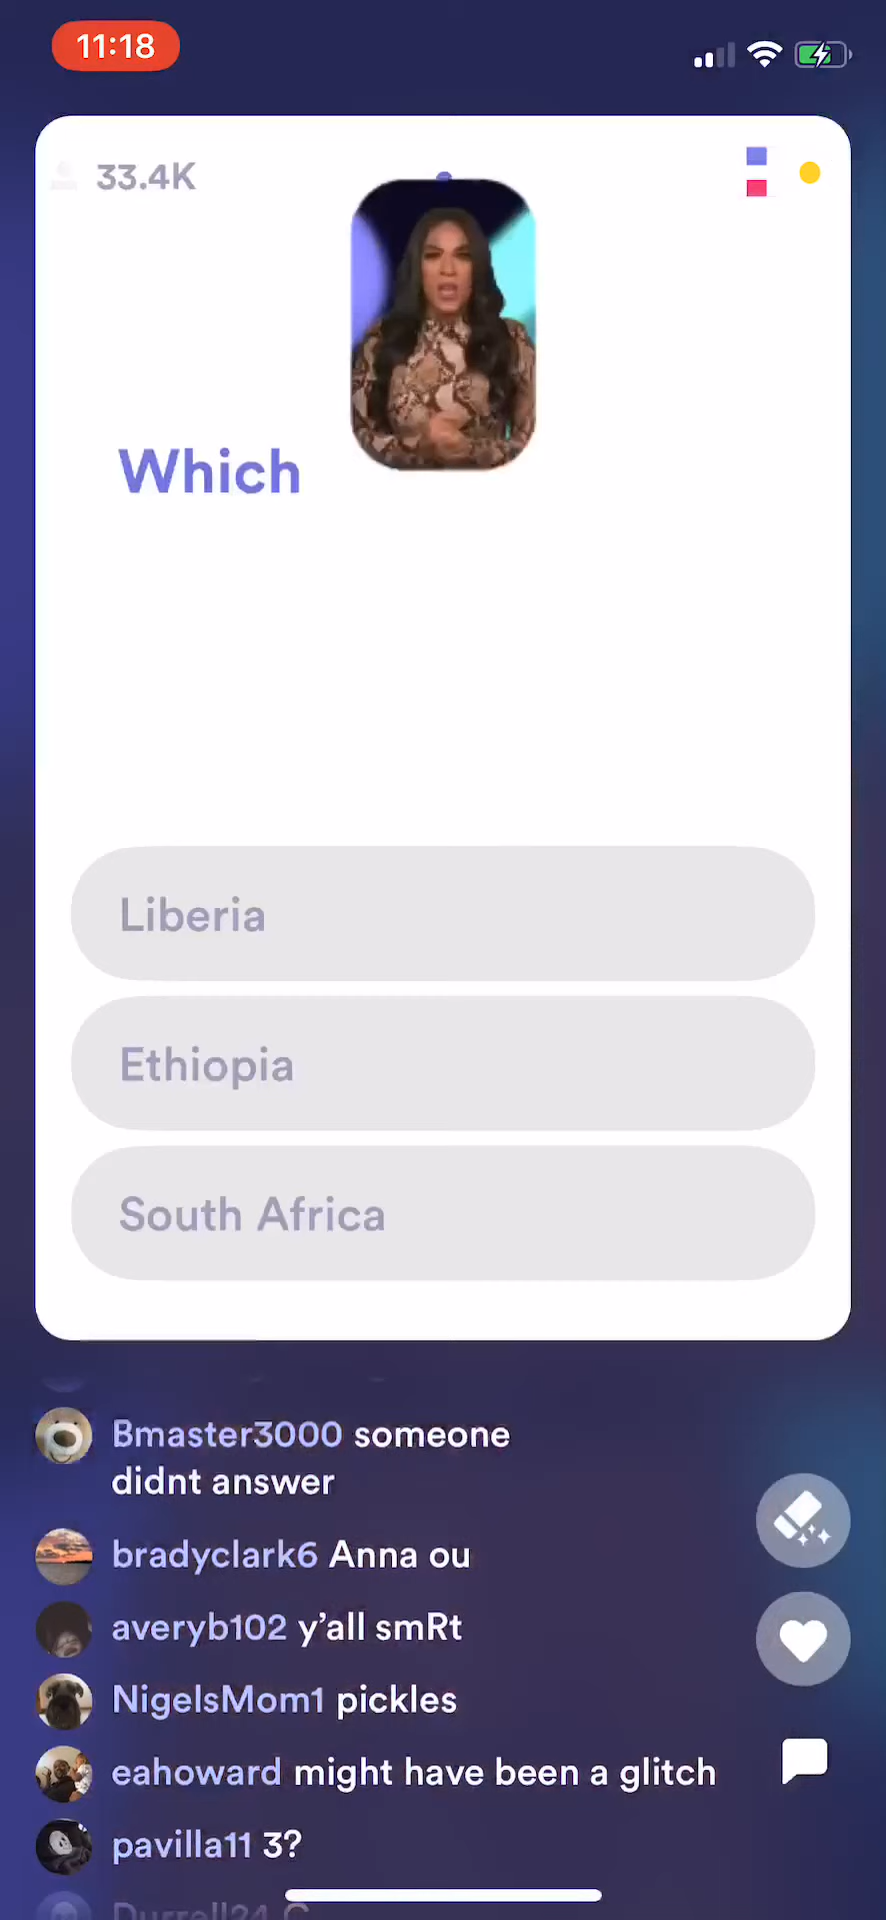 11:18
33.4K
Which
Liberia
Ethiopia
South Africa
Bmaster3000 someone
didnt answer
bradyclark6 Anna ou
averyb102 y'all smRt
NigelsMom1 pickles
eahoward might have been a glitch
pavilla11 3?
Durrell24 C